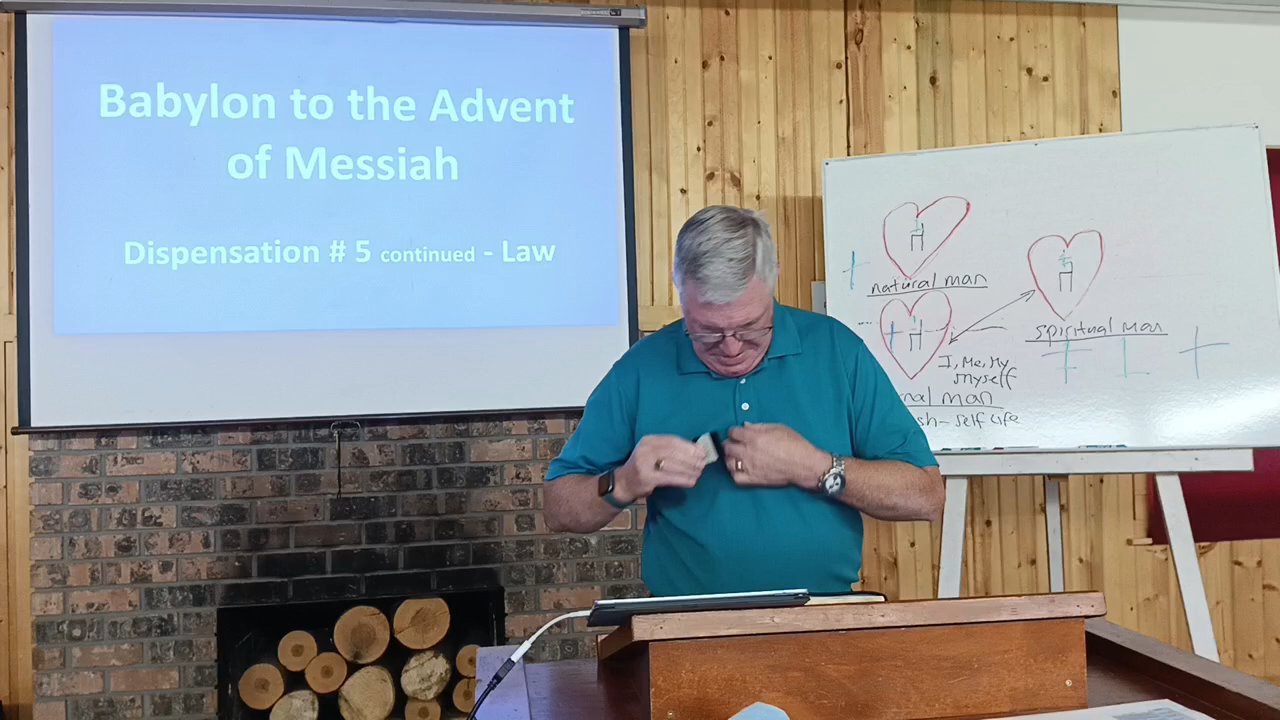 Babylon to the Advent
of Messiah
Dispensation # 5 continued - Law
natural man
spiritual man
I, Me, My
myself
nal man
sh - self life